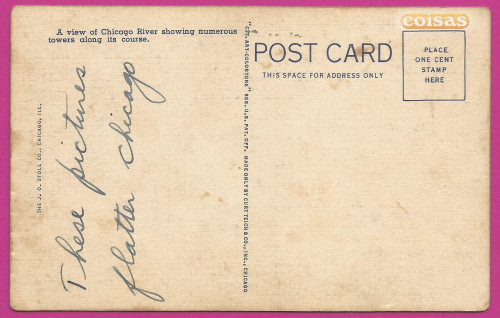 coisas
A view of Chicago River showing numerous
towers along its course.
POST CARD
THIS SPACE FOR ADDRESS ONLY
PLACE
ONE CENT
STAMP
HERE
These pictures
flatter chicago
THE J. O. STOLL CO., CHICAGO, ILL.
"C.T. ART-COLORTONE" REG. U.S. PAT. OFF. MADE ONLY BY CURT TEICH & CO., INC., CHICAGO